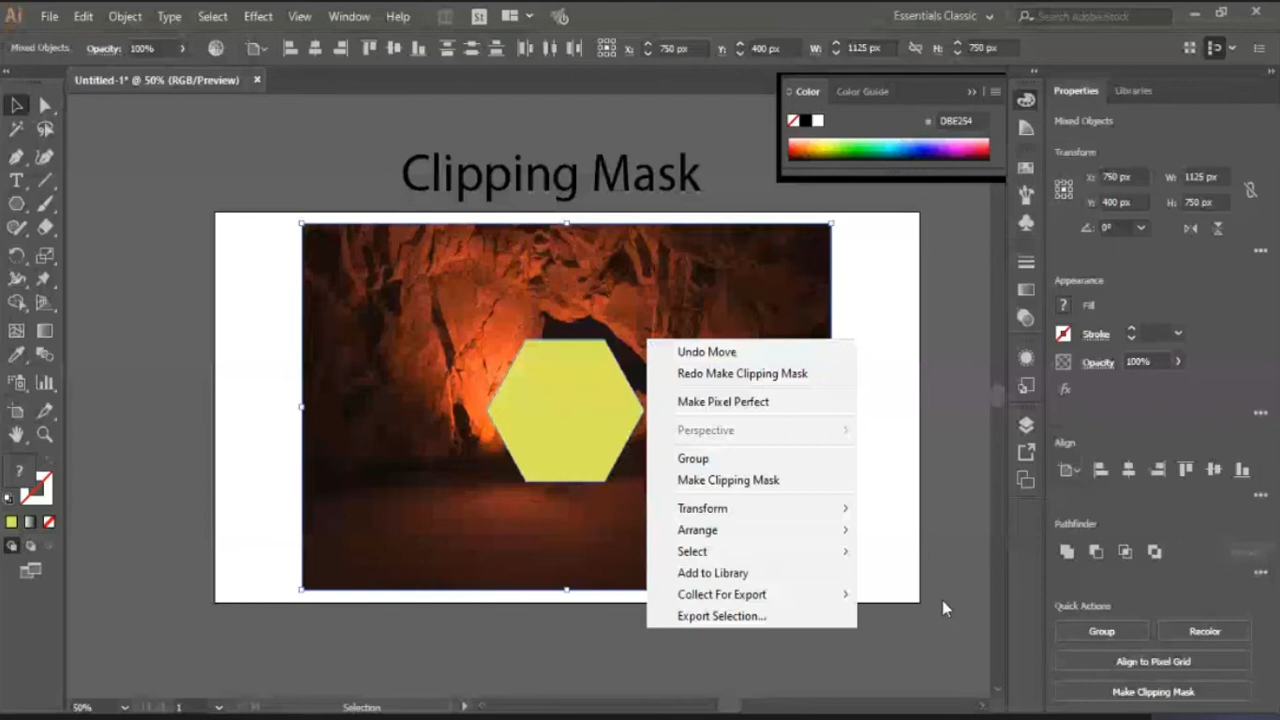 Ai File Edit Object Type Select Effect View Window Help St Essentials Classic Search Adobe Stock
Mixed Objects Opacity: 100% X: 750 px Y: 400 px W: 1125 px H: 750 px
Untitled-1* @ 50% (RGB/Preview) ×
Color Color Guide
# DBE254
Clipping Mask
Undo Move
Redo Make Clipping Mask
Make Pixel Perfect
Perspective
Group
Make Clipping Mask
Transform
Arrange
Select
Add to Library
Collect For Export
Export Selection...
Properties Libraries
Mixed Objects
Transform
X: 750 px W: 1125 px
Y: 400 px H: 750 px
0°
Appearance
? Fill
Stroke
Opacity 100%
fx
Align
Pathfinder
Quick Actions
Group Recolor
Align to Pixel Grid
Make Clipping Mask
?
50% 1 Selection